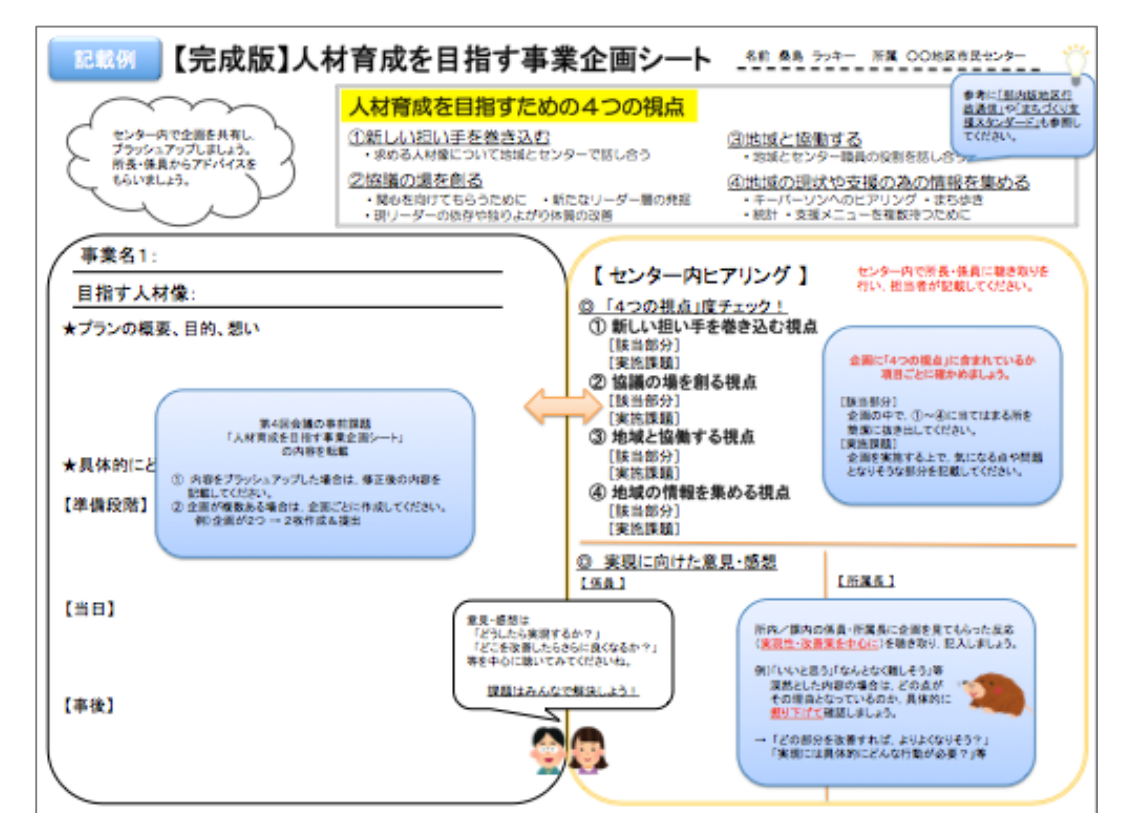 記載例
【完成版】人材育成を目指す事業企画シート
名前 桑島 ラッキー 所属 〇〇地区市民センター
センター内で企画を共有し、
ブラッシュアップしましょう。
所長・係員からアドバイスを
もらいましょう。
人材育成を目指すための４つの視点
①新しい担い手を巻き込む
・求める人材像について地域とセンターで話し合う
②協議の場を創る
・関心を向けてもらうために ・新たなリーダー層の発掘
・現リーダーの依存や独りよがり体質の改善
③地域と協働する
・地域とセンター職員の役割を話し合う
④地域の現状や支援の為の情報を集める
・キーパーソンへのヒアリング ・まち歩き
・統計 ・支援メニューを複数持つために
参考に「部内版地区行
政通信」や「まちづくり支
援スタンダード」も参照し
てください。
事業名１：
目指す人材像：
★プランの概要、目的、想い
第４回会議の事前課題
「人材育成を目指す事業企画シート」
の内容を転載
① 内容をブラッシュアップした場合は、修正後の内容を
記載してください。
② 企画が複数ある場合は、企画ごとに作成してください。
例）企画が２つ → ２枚作成＆提出
★具体的にど
【準備段階】
【当日】
【事後】
【 センター内ヒアリング 】
センター内で所長・係員に聴き取りを
行い、担当者が記載してください。
◎ 「４つの視点」度チェック！
① 新しい担い手を巻き込む視点
［該当部分］
［実施課題］
② 協議の場を創る視点
［該当部分］
［実施課題］
③ 地域と協働する視点
［該当部分］
［実施課題］
④ 地域の情報を集める視点
［該当部分］
［実施課題］
企画に「４つの視点」に含まれているか
項目ごとに確かめましょう。
［該当部分］
企画の中で、①～④に当てはまる所を
簡潔に抜き出してください。
［実施課題］
企画を実施する上で、気になる点や問題
となりそうな部分を記載してください。
◎ 実現に向けた意見・感想
【係員】
【所属長】
意見・感想は
「どうしたら実現するか？」
「どこを改善したらさらに良くなるか？」
等を中心に聴いてみてくださいね。
課題はみんなで解決しよう！
所内／課内の係員・所属長に企画を見てもらった反応
（実現性・改善策を中心に）を聴き取り、記入しましょう。
例）「いいと思う」「なんとなく難しそう」等
漠然とした内容の場合は、どの点が
その理由となっているのか、具体的に
掘り下げて確認しましょう。
→ 「どの部分を改善すれば、よりよくなりそう？」
「実現には具体的にどんな行動が必要？」等